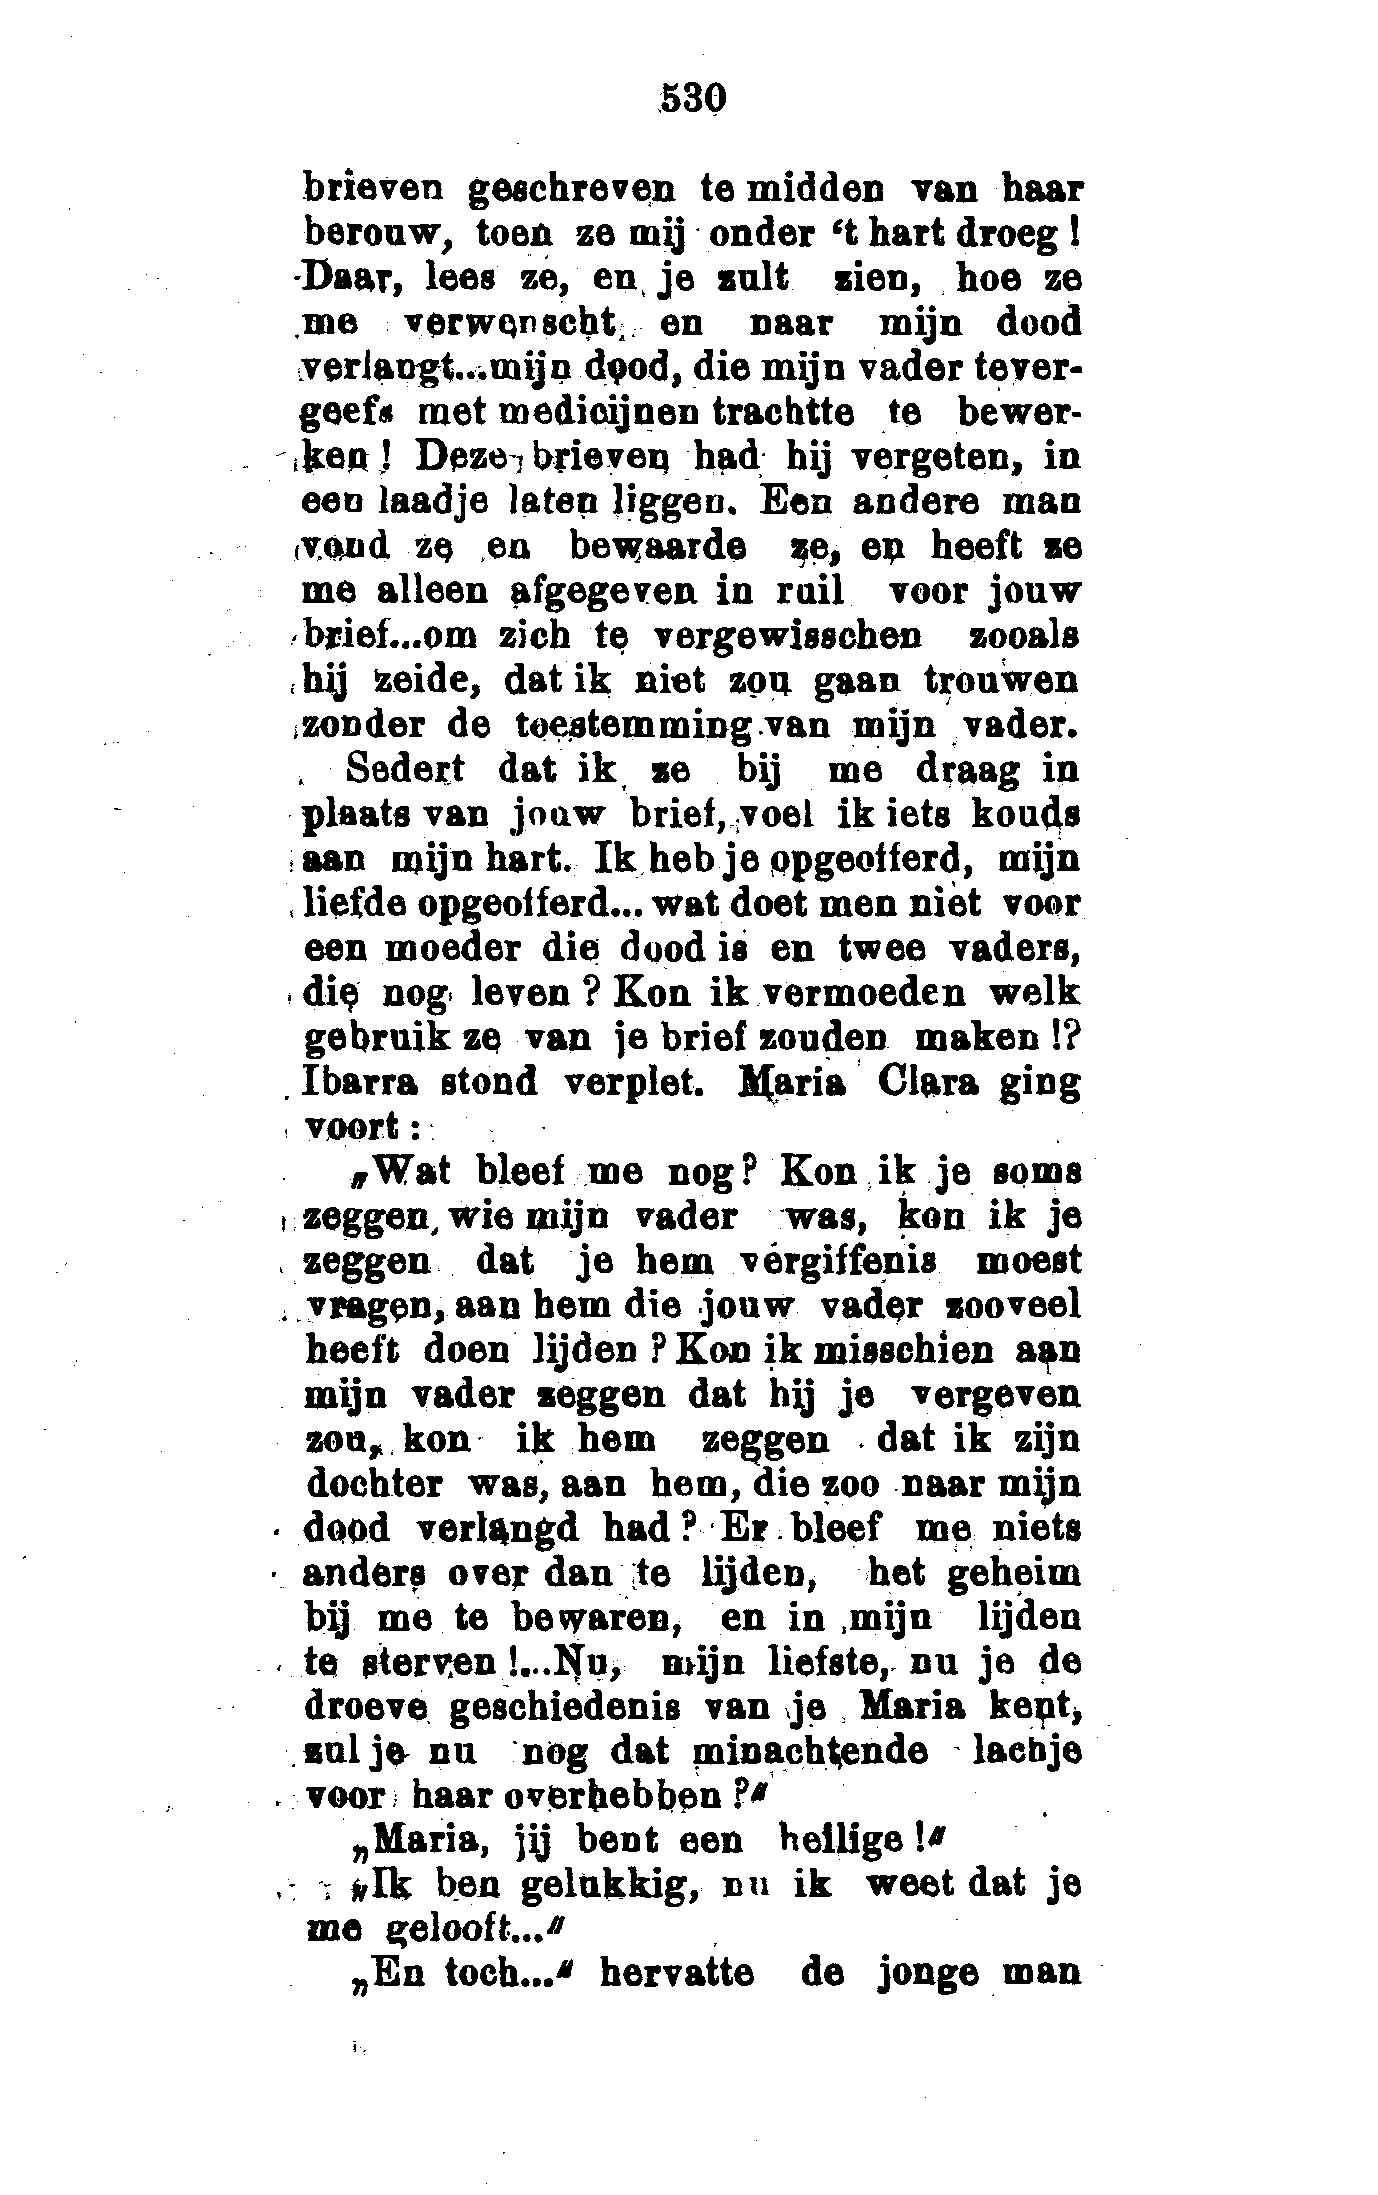 530
brieven geschreven te midden van haar
berouw, toen ze mij onder ‘t hart droeg !
Daar, lees ze, en je zult zien, hoe ze
me verwenscht en naar mijn dood
verlangt...mijn dood, die mijn vader tever-
geefs met medicijnen trachtte te bewer-
ken ! Deze brieven had hij vergeten, in
een laadje laten liggen. Een andere man
vond ze en bewaarde ze, en heeft ze
me alleen afgegeven in ruil voor jouw
brief...om zich te vergewisschen zooals
hij zeide, dat ik niet zou gaan trouwen
zonder de toestemming van mijn vader.
Sedert dat ik ze bij me draag in
plaats van jouw brief, voel ik iets kouds
aan mijn hart. Ik heb je opgeofferd, mijn
liefde opgeofferd... wat doet men niet voor
een moeder die dood is en twee vaders,
die nog leven ? Kon ik vermoeden welk
gebruik ze van je brief zouden maken !?
Ibarra stond verplet. Maria Clara ging
voort :
„Wat bleef me nog? Kon ik je soms
zeggen, wie mijn vader was, kon ik je
zeggen dat je hem vergiffenis moest
vragen, aan hem die jouw vader zooveel
heeft doen lijden ? Kon ik misschien aan
mijn vader zeggen dat hij je vergeven
zou, kon ik hem zeggen dat ik zijn
dochter was, aan hem, die zoo naar mijn
dood verlangd had ? Er bleef me niets
anders over dan te lijden, het geheim
bij me te bewaren, en in mijn lijden
te sterven !...Nu, mijn liefste, nu je de
droeve geschiedenis van je Maria kent,
zul je nu nog dat minachtende lachje
voor haar overhebben ?“
„Maria, jij bent een heilige !“
„Ik ben gelukkig, nu ik weet dat je
me gelooft...“
„En toch...“ hervatte de jonge man